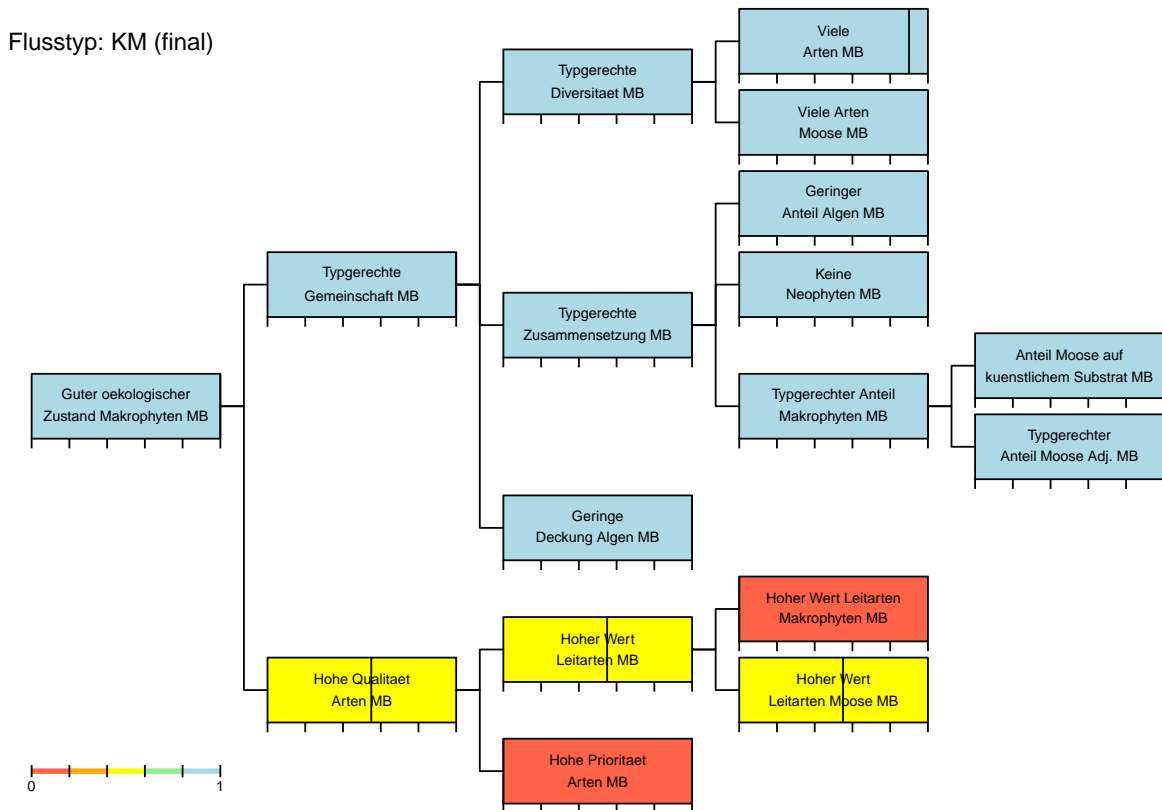 Flusstyp: KM (final)
Viele
Arten MB
Typgerechte
Diversitaet MB
Viele Arten
Moose MB
Geringer
Anteil Algen MB
Typgerechte
Gemeinschaft MB
Keine
Neophyten MB
Typgerechte
Zusammensetzung MB
Anteil Moose auf
kuenstlichem Substrat MB
Guter oekologischer
Zustand Makrophyten MB
Typgerechter Anteil
Makrophyten MB
Typgerechter
Anteil Moose Adj. MB
Geringe
Deckung Algen MB
Hoher Wert Leitarten
Makrophyten MB
Hoher Wert
Leitarten MB
Hohe Qualitaet
Arten MB
Hoher Wert
Leitarten Moose MB
Hohe Prioritaet
Arten MB
0 1